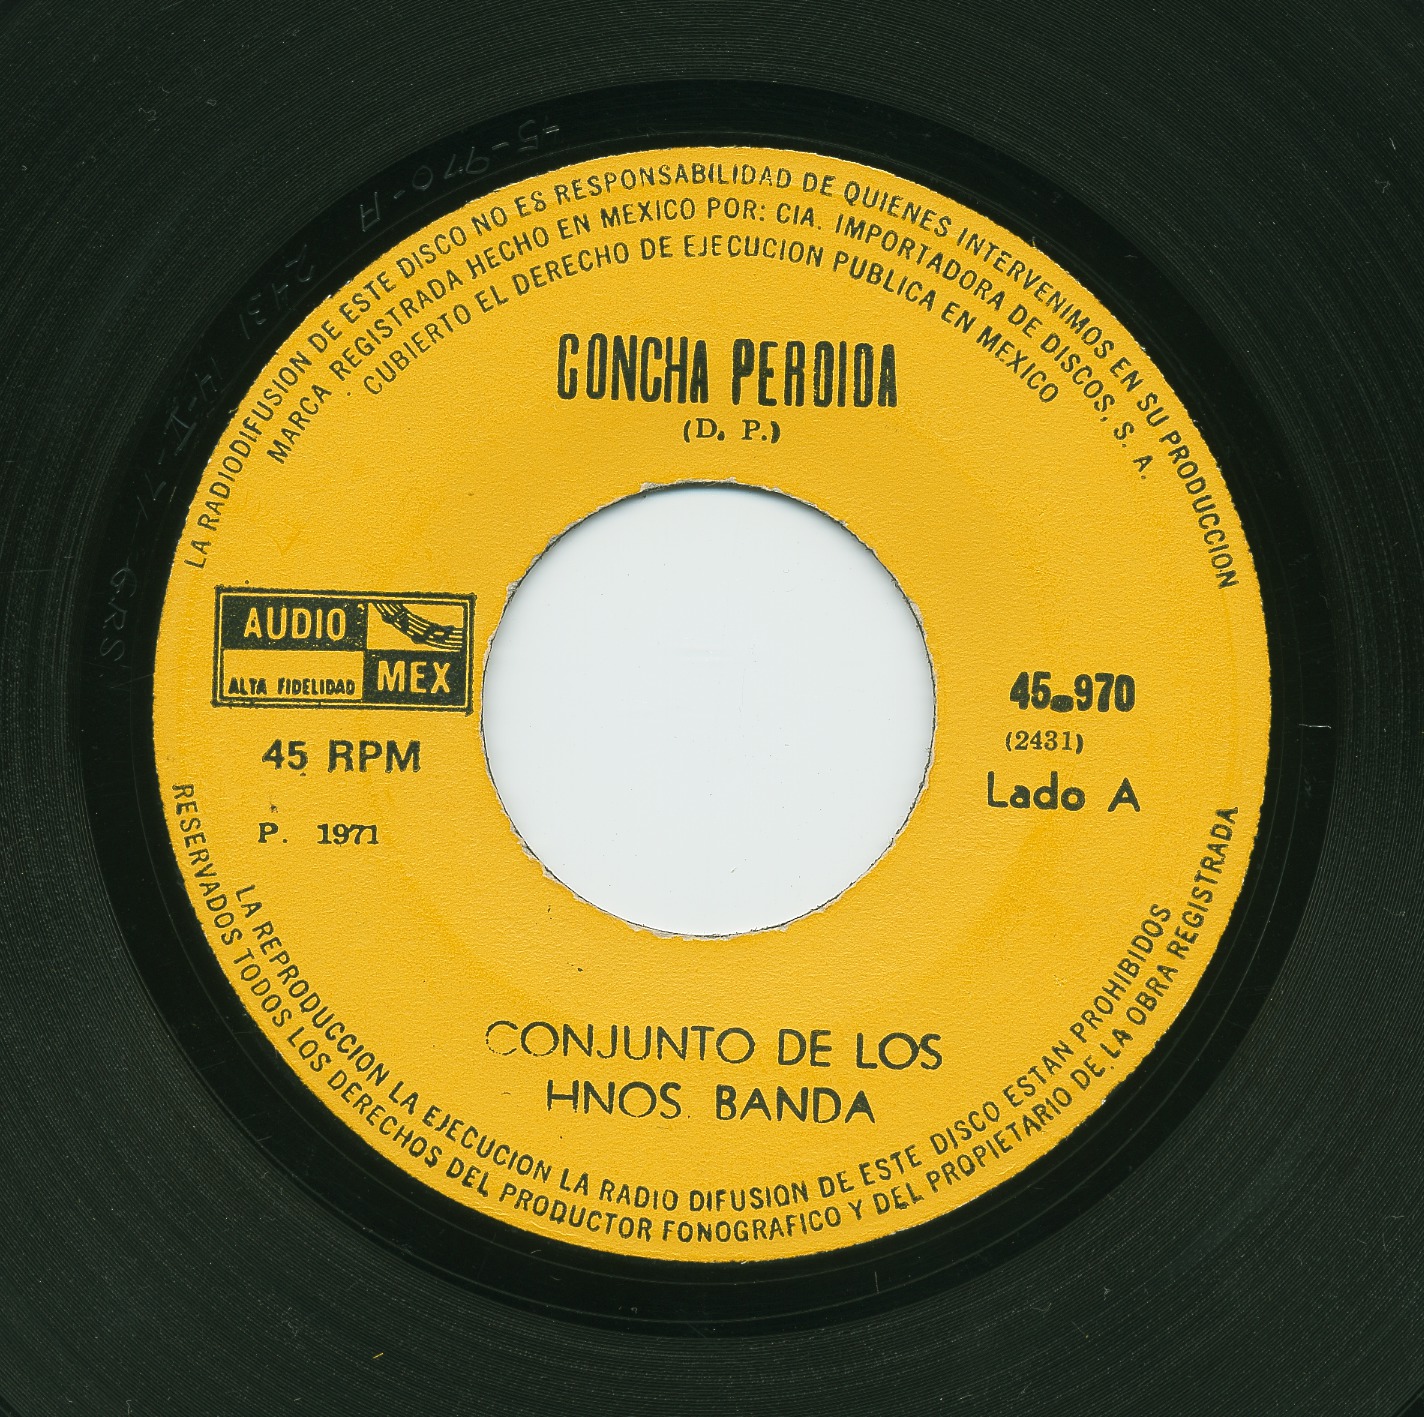 LA RADIODIFUSION DE ESTE DISCO NO ES RESPONSABILIDAD DE QUIENES INTERVENIMOS EN SU PRODUCCION
MARCA REGISTRADA HECHO EN MEXICO POR: CIA. IMPORTADORA DE DISCOS, S. A.
CUBIERTO EL DERECHO DE EJECUCION PUBLICA EN MEXICO
CONCHA PERDIDA
(D. P.)
AUDIO
MEX
ALTA FIDELIDAD
45 RPM
P. 1971
45.970
(2431)
Lado A
CONJUNTO DE LOS
HNOS. BANDA
LA REPRODUCCION LA EJECUCION LA RADIO DIFUSION DE ESTE DISCO ESTAN PROHIBIDOS
RESERVADOS TODOS LOS DERECHOS DEL PRODUCTOR FONOGRAFICO Y DEL PROPIETARIO DE LA OBRA REGISTRADA
2431